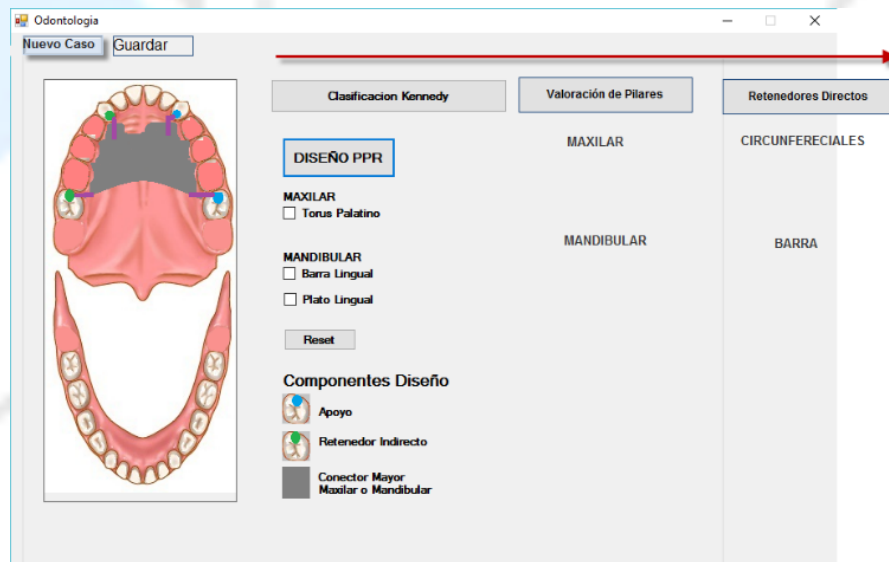 Odontologia
Nuevo Caso
Guardar
Clasificacion Kennedy
Valoración de Pilares
Retenedores Directos
DISEÑO PPR
MAXILAR
CIRCUNFERECIALES
MAXILAR
Torus Palatino
MANDIBULAR
BARRA
MANDIBULAR
Barra Lingual
Plato Lingual
Reset
Componentes Diseño
Apoyo
Retenedor Indirecto
Conector Mayor
Maxilar o Mandibular